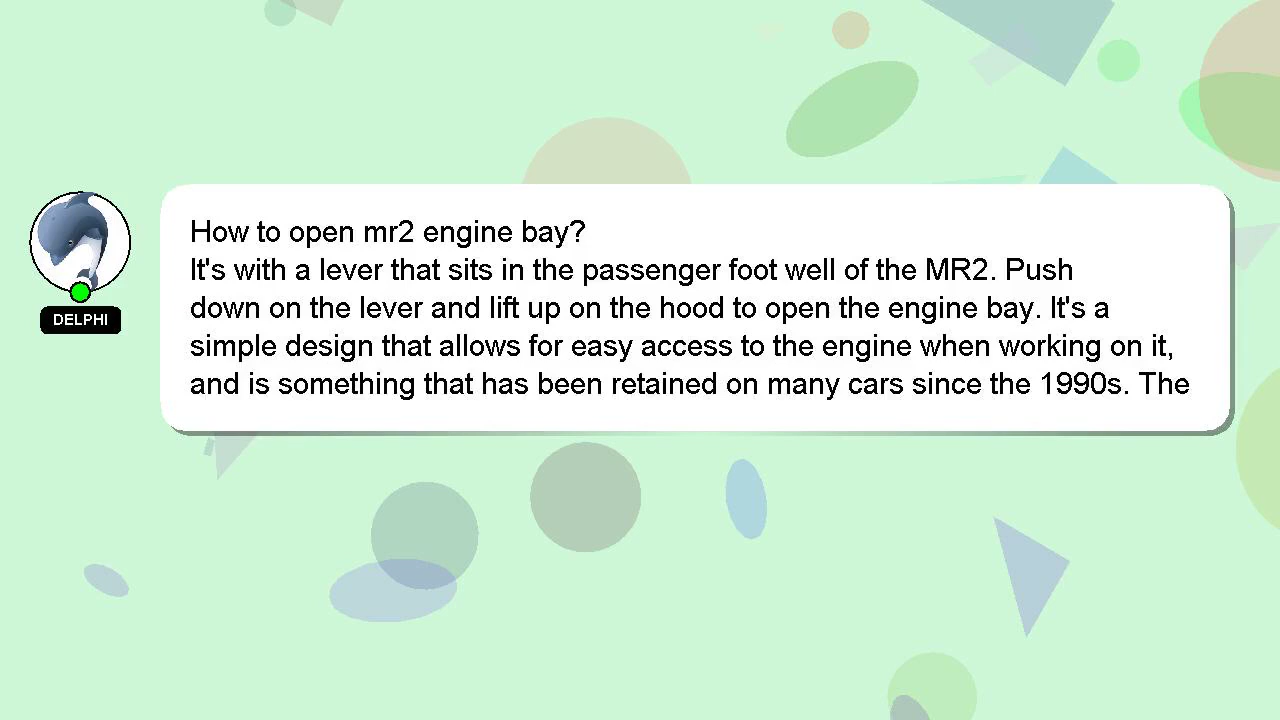 How to open mr2 engine bay?
It's with a lever that sits in the passenger foot well of the MR2. Push
down on the lever and lift up on the hood to open the engine bay. It's a
simple design that allows for easy access to the engine when working on it,
and is something that has been retained on many cars since the 1990s. The
DELPHI